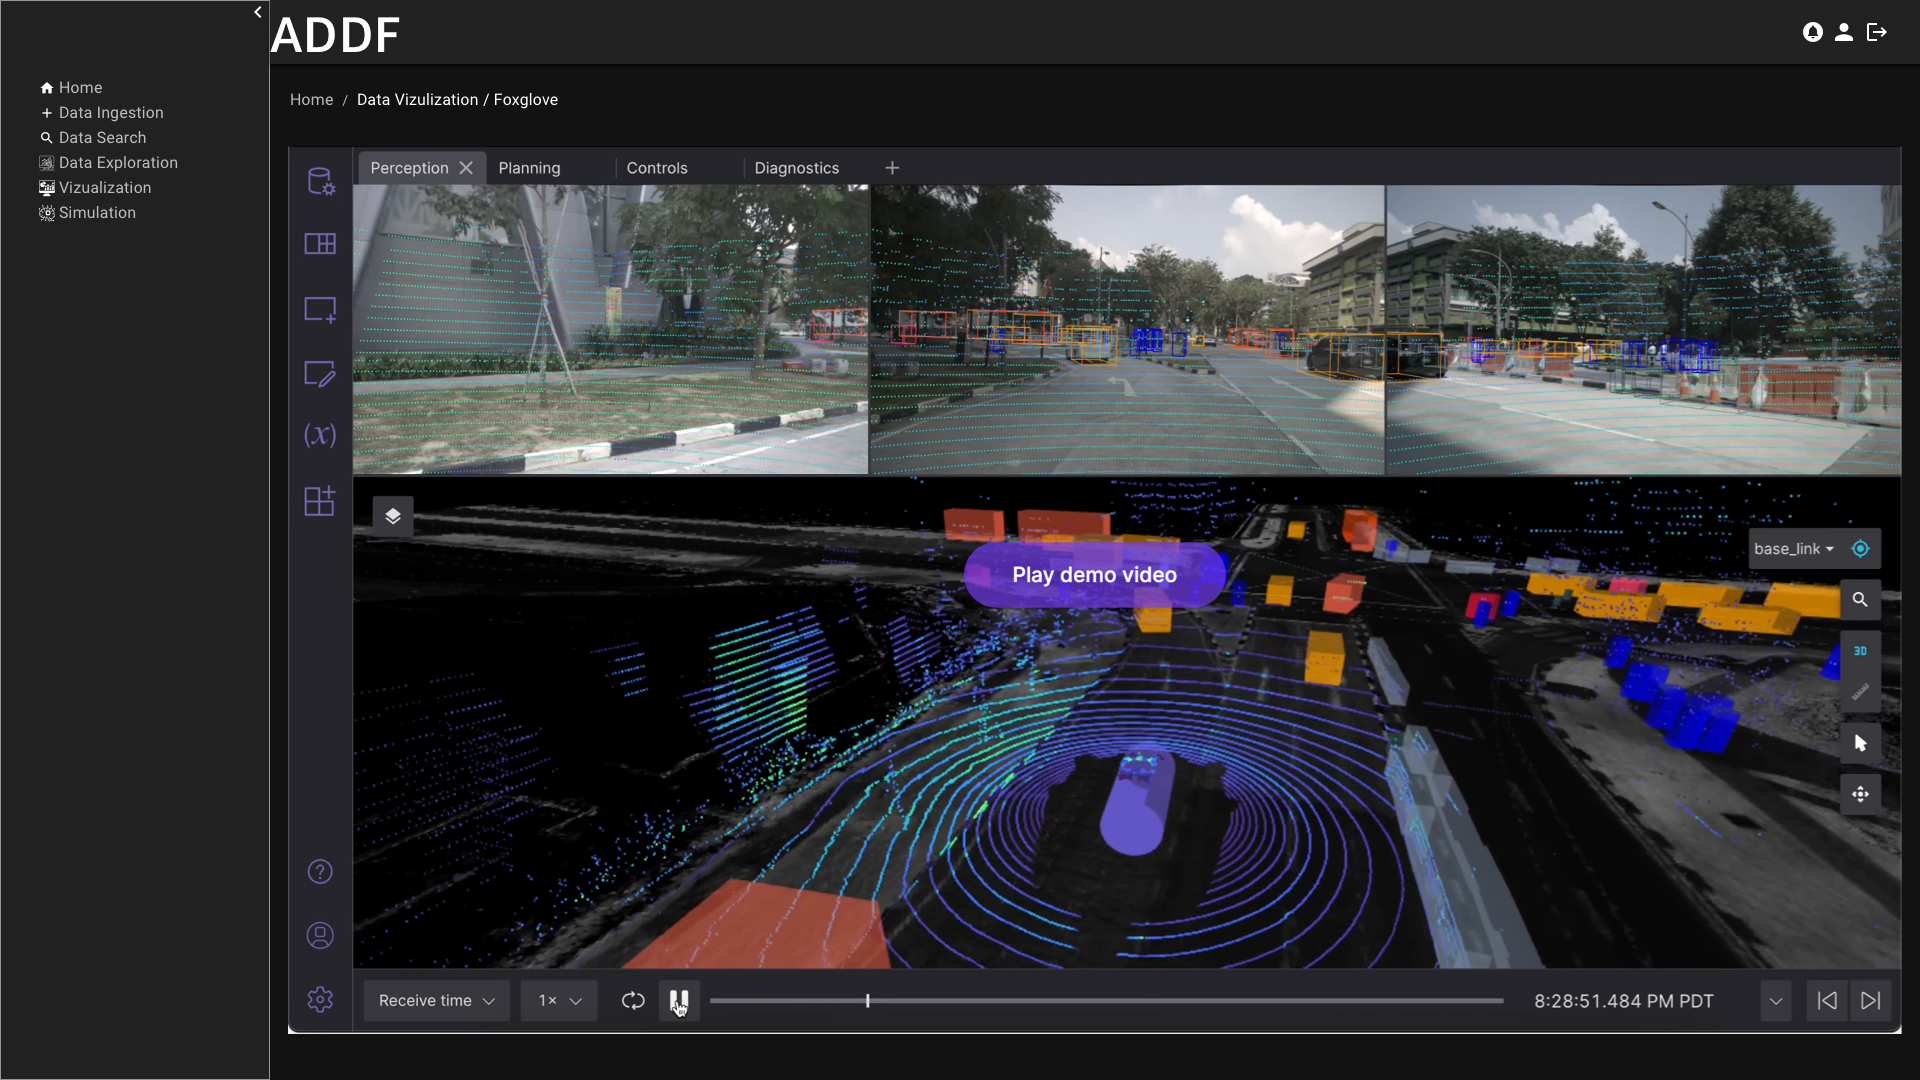 ADDF
Home
Data Ingestion
Data Search
Data Exploration
Vizualization
Simulation
Home / Data Vizulization / Foxglove
Perception
Planning
Controls
Diagnostics
(x)
base_link
Play demo video
3D
Receive time
1×
8:28:51.484 PM PDT